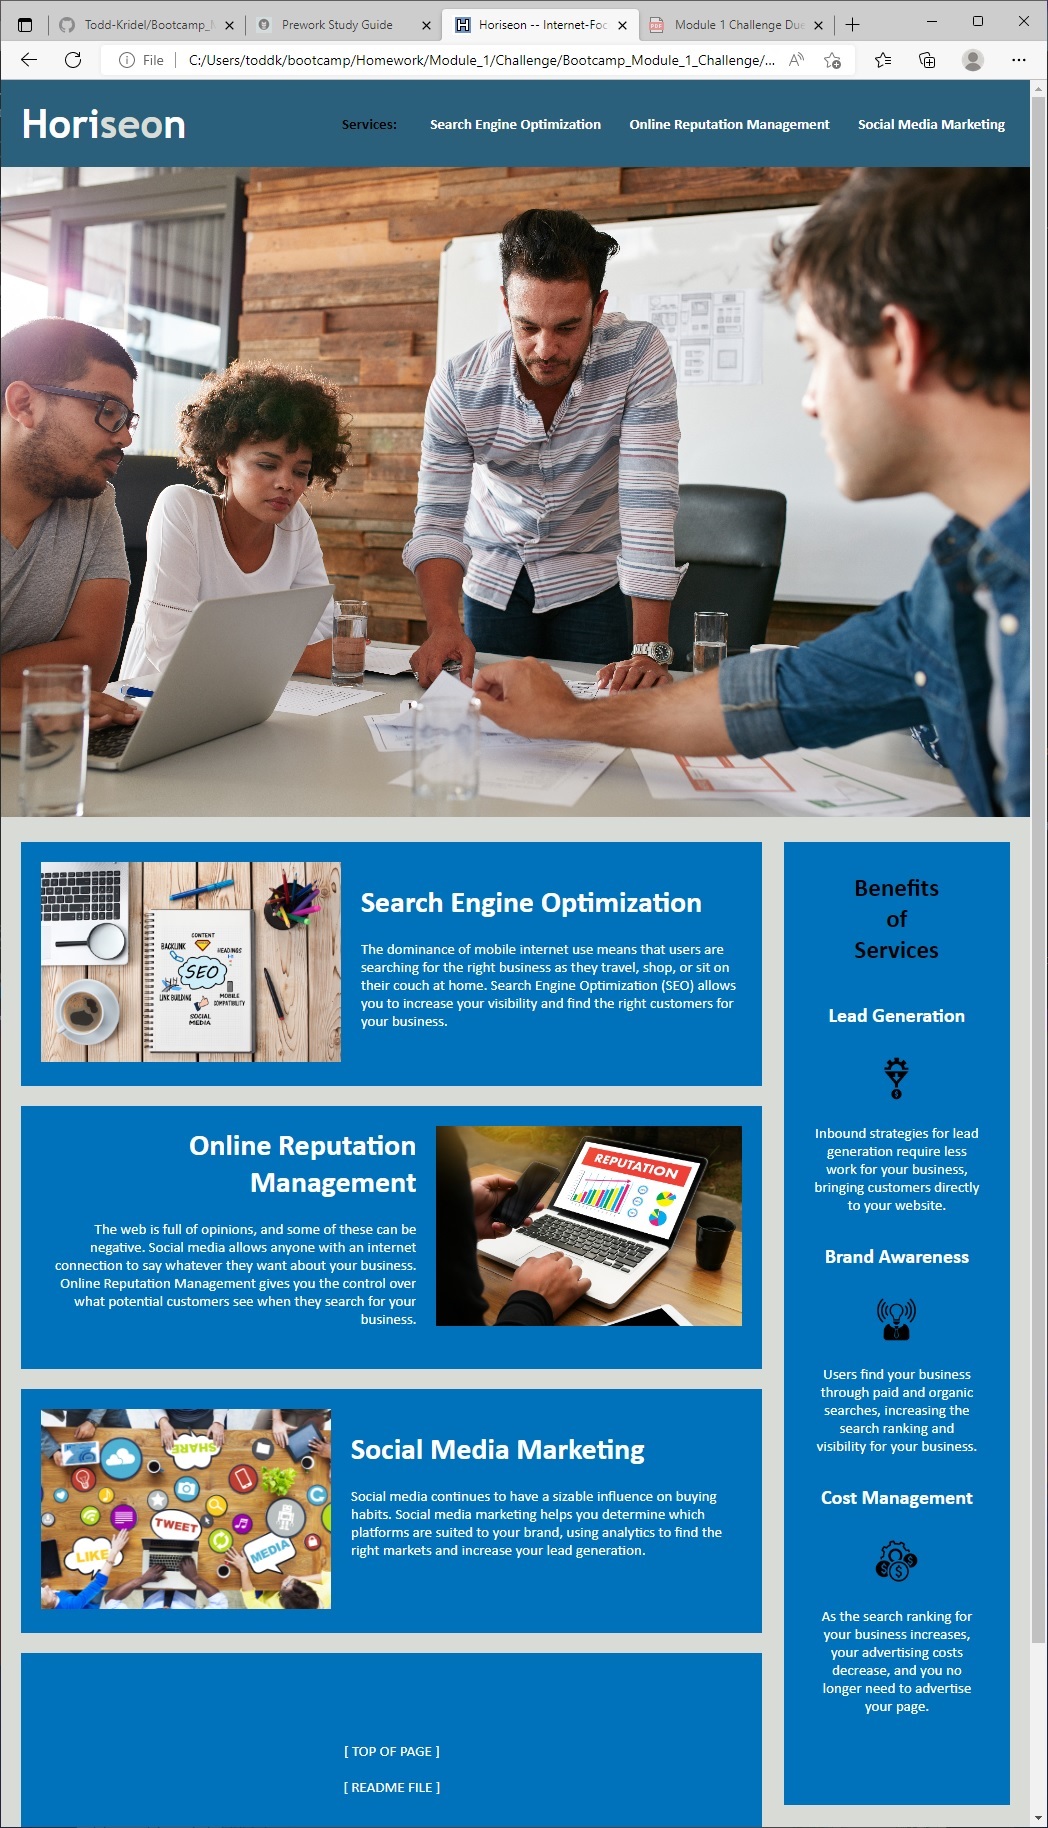 Todd-Kridel/Bootcamp_M
Prework Study Guide
Horiseon -- Internet-Foc
Module 1 Challenge Due
File
C:/Users/toddk/bootcamp/Homework/Module_1/Challenge/Bootcamp_Module_1_Challenge/...
Horiseon
Services: Search Engine Optimization Online Reputation Management Social Media Marketing
CONTENT
BACKLINK
HEADINGS
SEO
LINK BUILDING
MOBILE
COMPATIBILITY
SOCIAL
MEDIA
Search Engine Optimization
The dominance of mobile internet use means that users are
searching for the right business as they travel, shop, or sit on
their couch at home. Search Engine Optimization (SEO) allows
you to increase your visibility and find the right customers for
your business.
Online Reputation
Management
The web is full of opinions, and some of these can be
negative. Social media allows anyone with an internet
connection to say whatever they want about your business.
Online Reputation Management gives you the control over
what potential customers see when they search for your
business.
REPUTATION
SHARE
TWEET
LIKE
MEDIA
Social Media Marketing
Social media continues to have a sizable influence on buying
habits. Social media marketing helps you determine which
platforms are suited to your brand, using analytics to find the
right markets and increase your lead generation.
[ TOP OF PAGE ]
[ README FILE ]
Benefits
of
Services
Lead Generation
Inbound strategies for lead
generation require less
work for your business,
bringing customers directly
to your website.
Brand Awareness
Users find your business
through paid and organic
searches, increasing the
search ranking and
visibility for your business.
Cost Management
As the search ranking for
your business increases,
your advertising costs
decrease, and you no
longer need to advertise
your page.